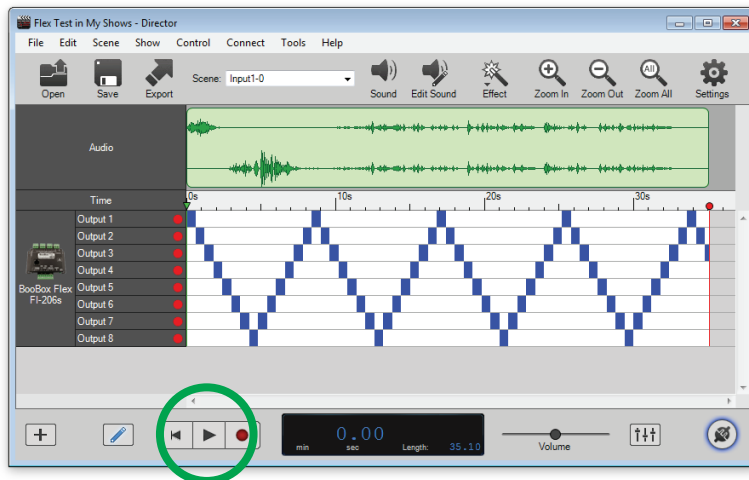 Flex Test in My Shows - Director
File Edit Scene Show Control Connect Tools Help
Scene: Input1-0
Open Save Export Sound Edit Sound Effect Zoom In Zoom Out All Zoom All Settings
Audio
Time 0s 10s 20s 30s
Output 1
Output 2
Output 3
Output 4
BooBox Flex Output 5
FI-206s Output 6
Output 7
Output 8
0.00
min sec Length: 35.10
Volume